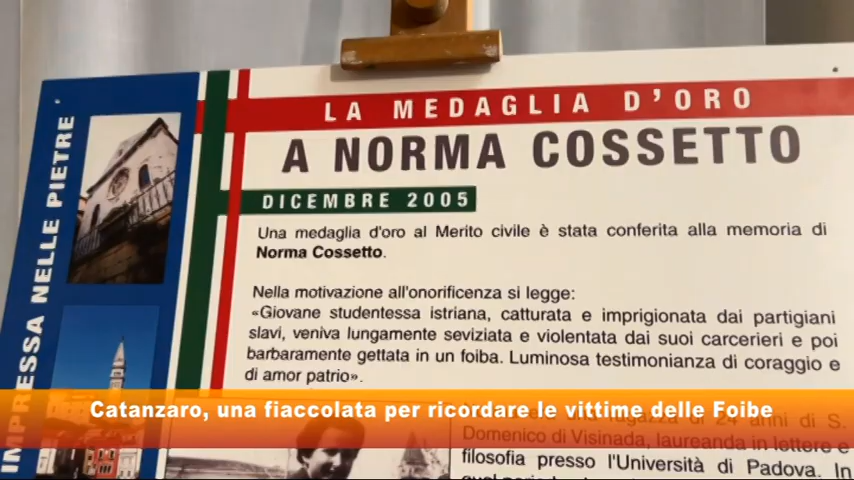 IMPRESSA NELLE PIETRE
LA MEDAGLIA D'ORO
A NORMA COSSETTO
DICEMBRE 2005
Una medaglia d'oro al Merito civile è stata conferita alla memoria di
Norma Cossetto.
Nella motivazione all'onorificenza si legge:
«Giovane studentessa istriana, catturata e imprigionata dai partigiani
slavi, veniva lungamente seviziata e violentata dai suoi carcerieri e poi
barbaramente gettata in un foiba. Luminosa testimonianza di coraggio e
di amor patrio».
Catanzaro, una fiaccolata per ricordare le vittime delle Foibe
24 anni di S.
Domenico di Visinada, laureanda in lettere e
filosofia presso l'Università di Padova. In